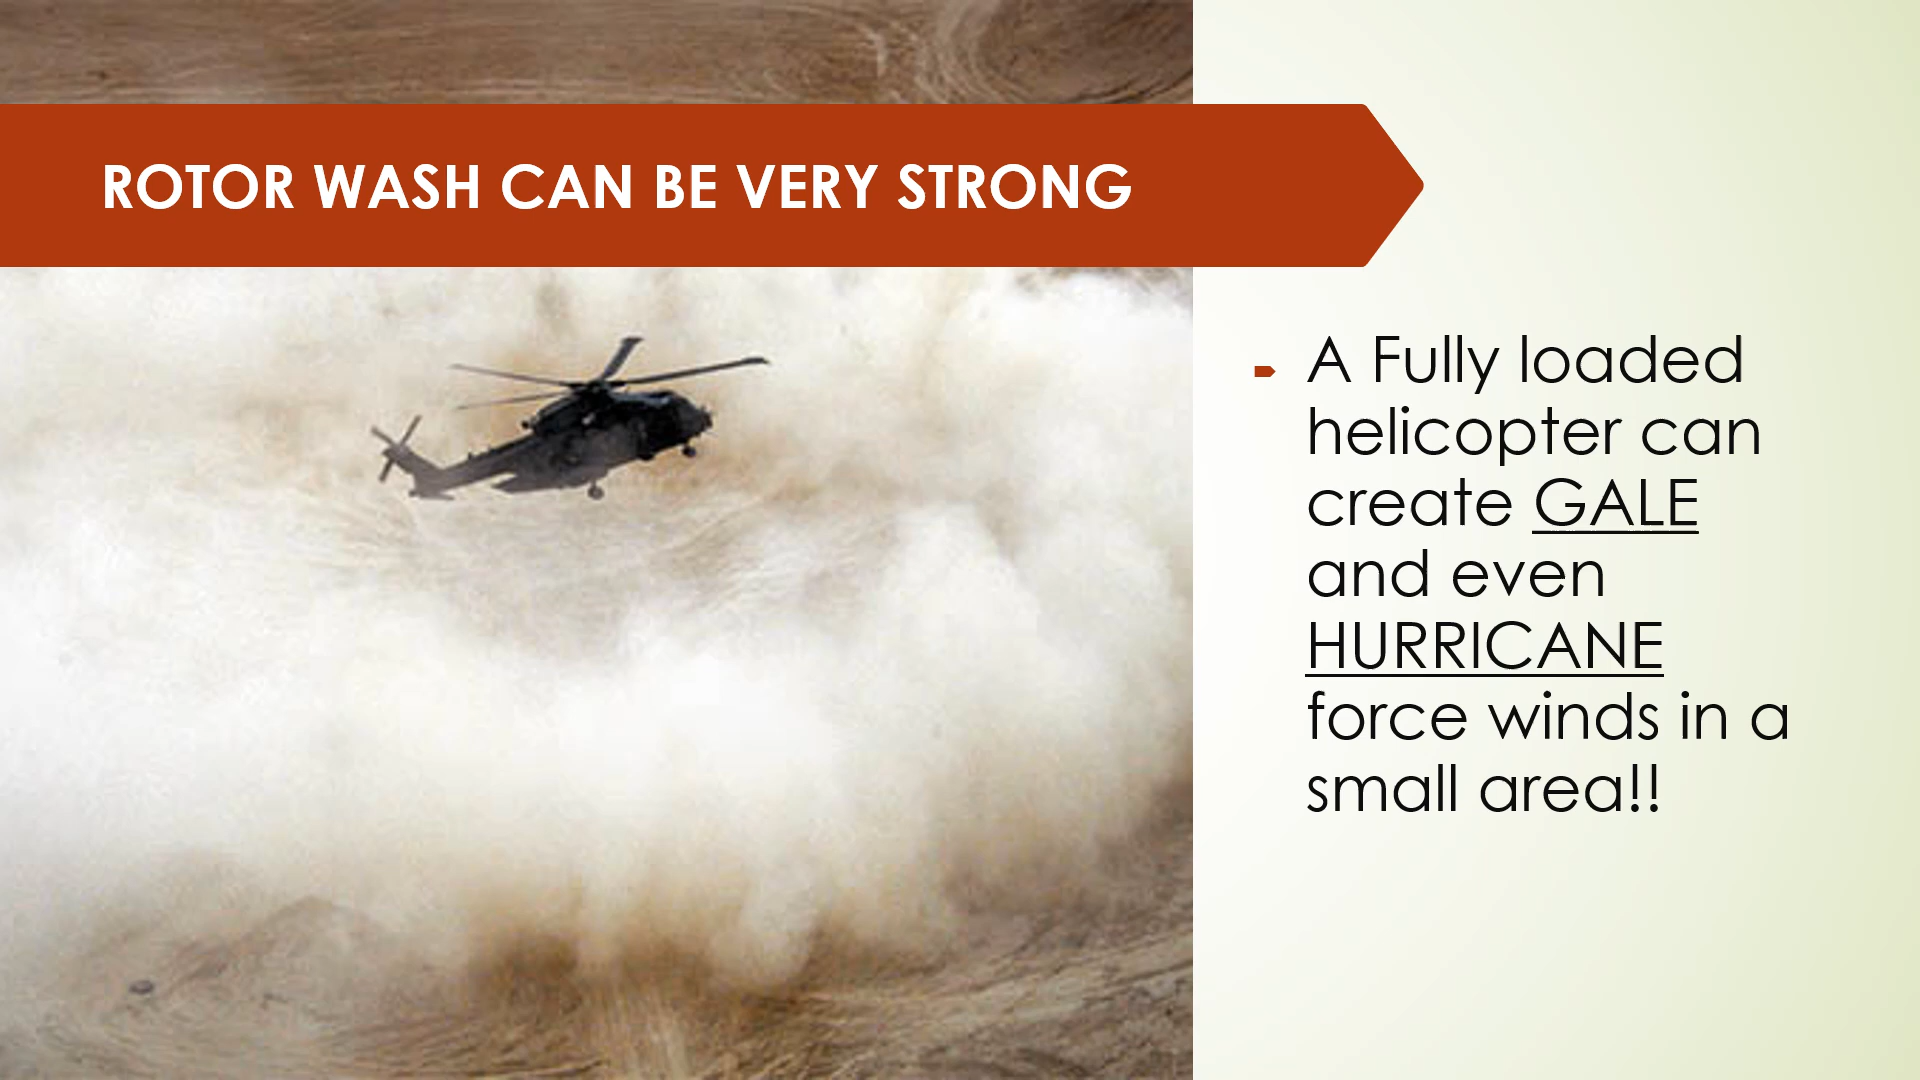 ROTOR WASH CAN BE VERY STRONG
A Fully loaded
helicopter can
create GALE
and even
HURRICANE
force winds in a
small area!!